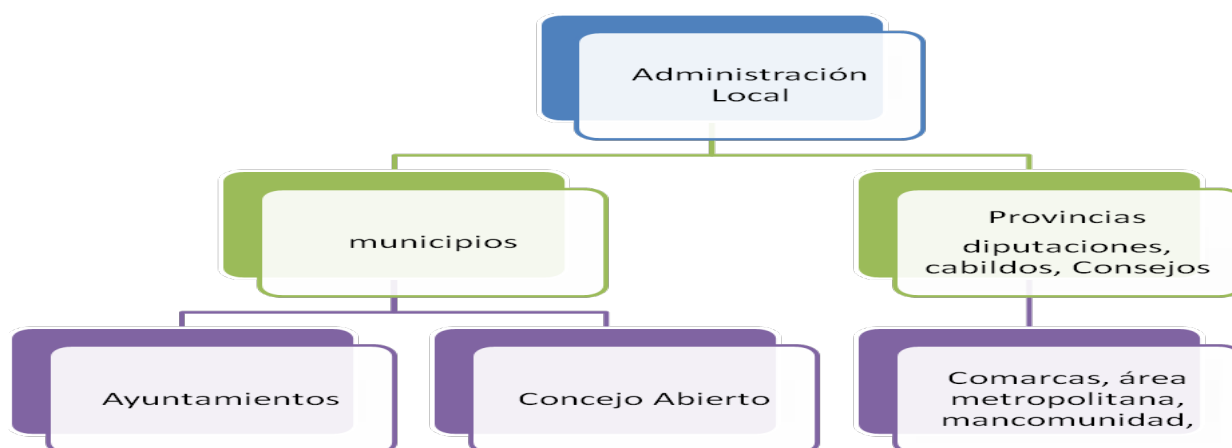 Administración
Local
municipios
Provincias
diputaciones,
cabildos, Consejos
Ayuntamientos
Concejo Abierto
Comarcas, área
metropolitana,
mancomunidad,